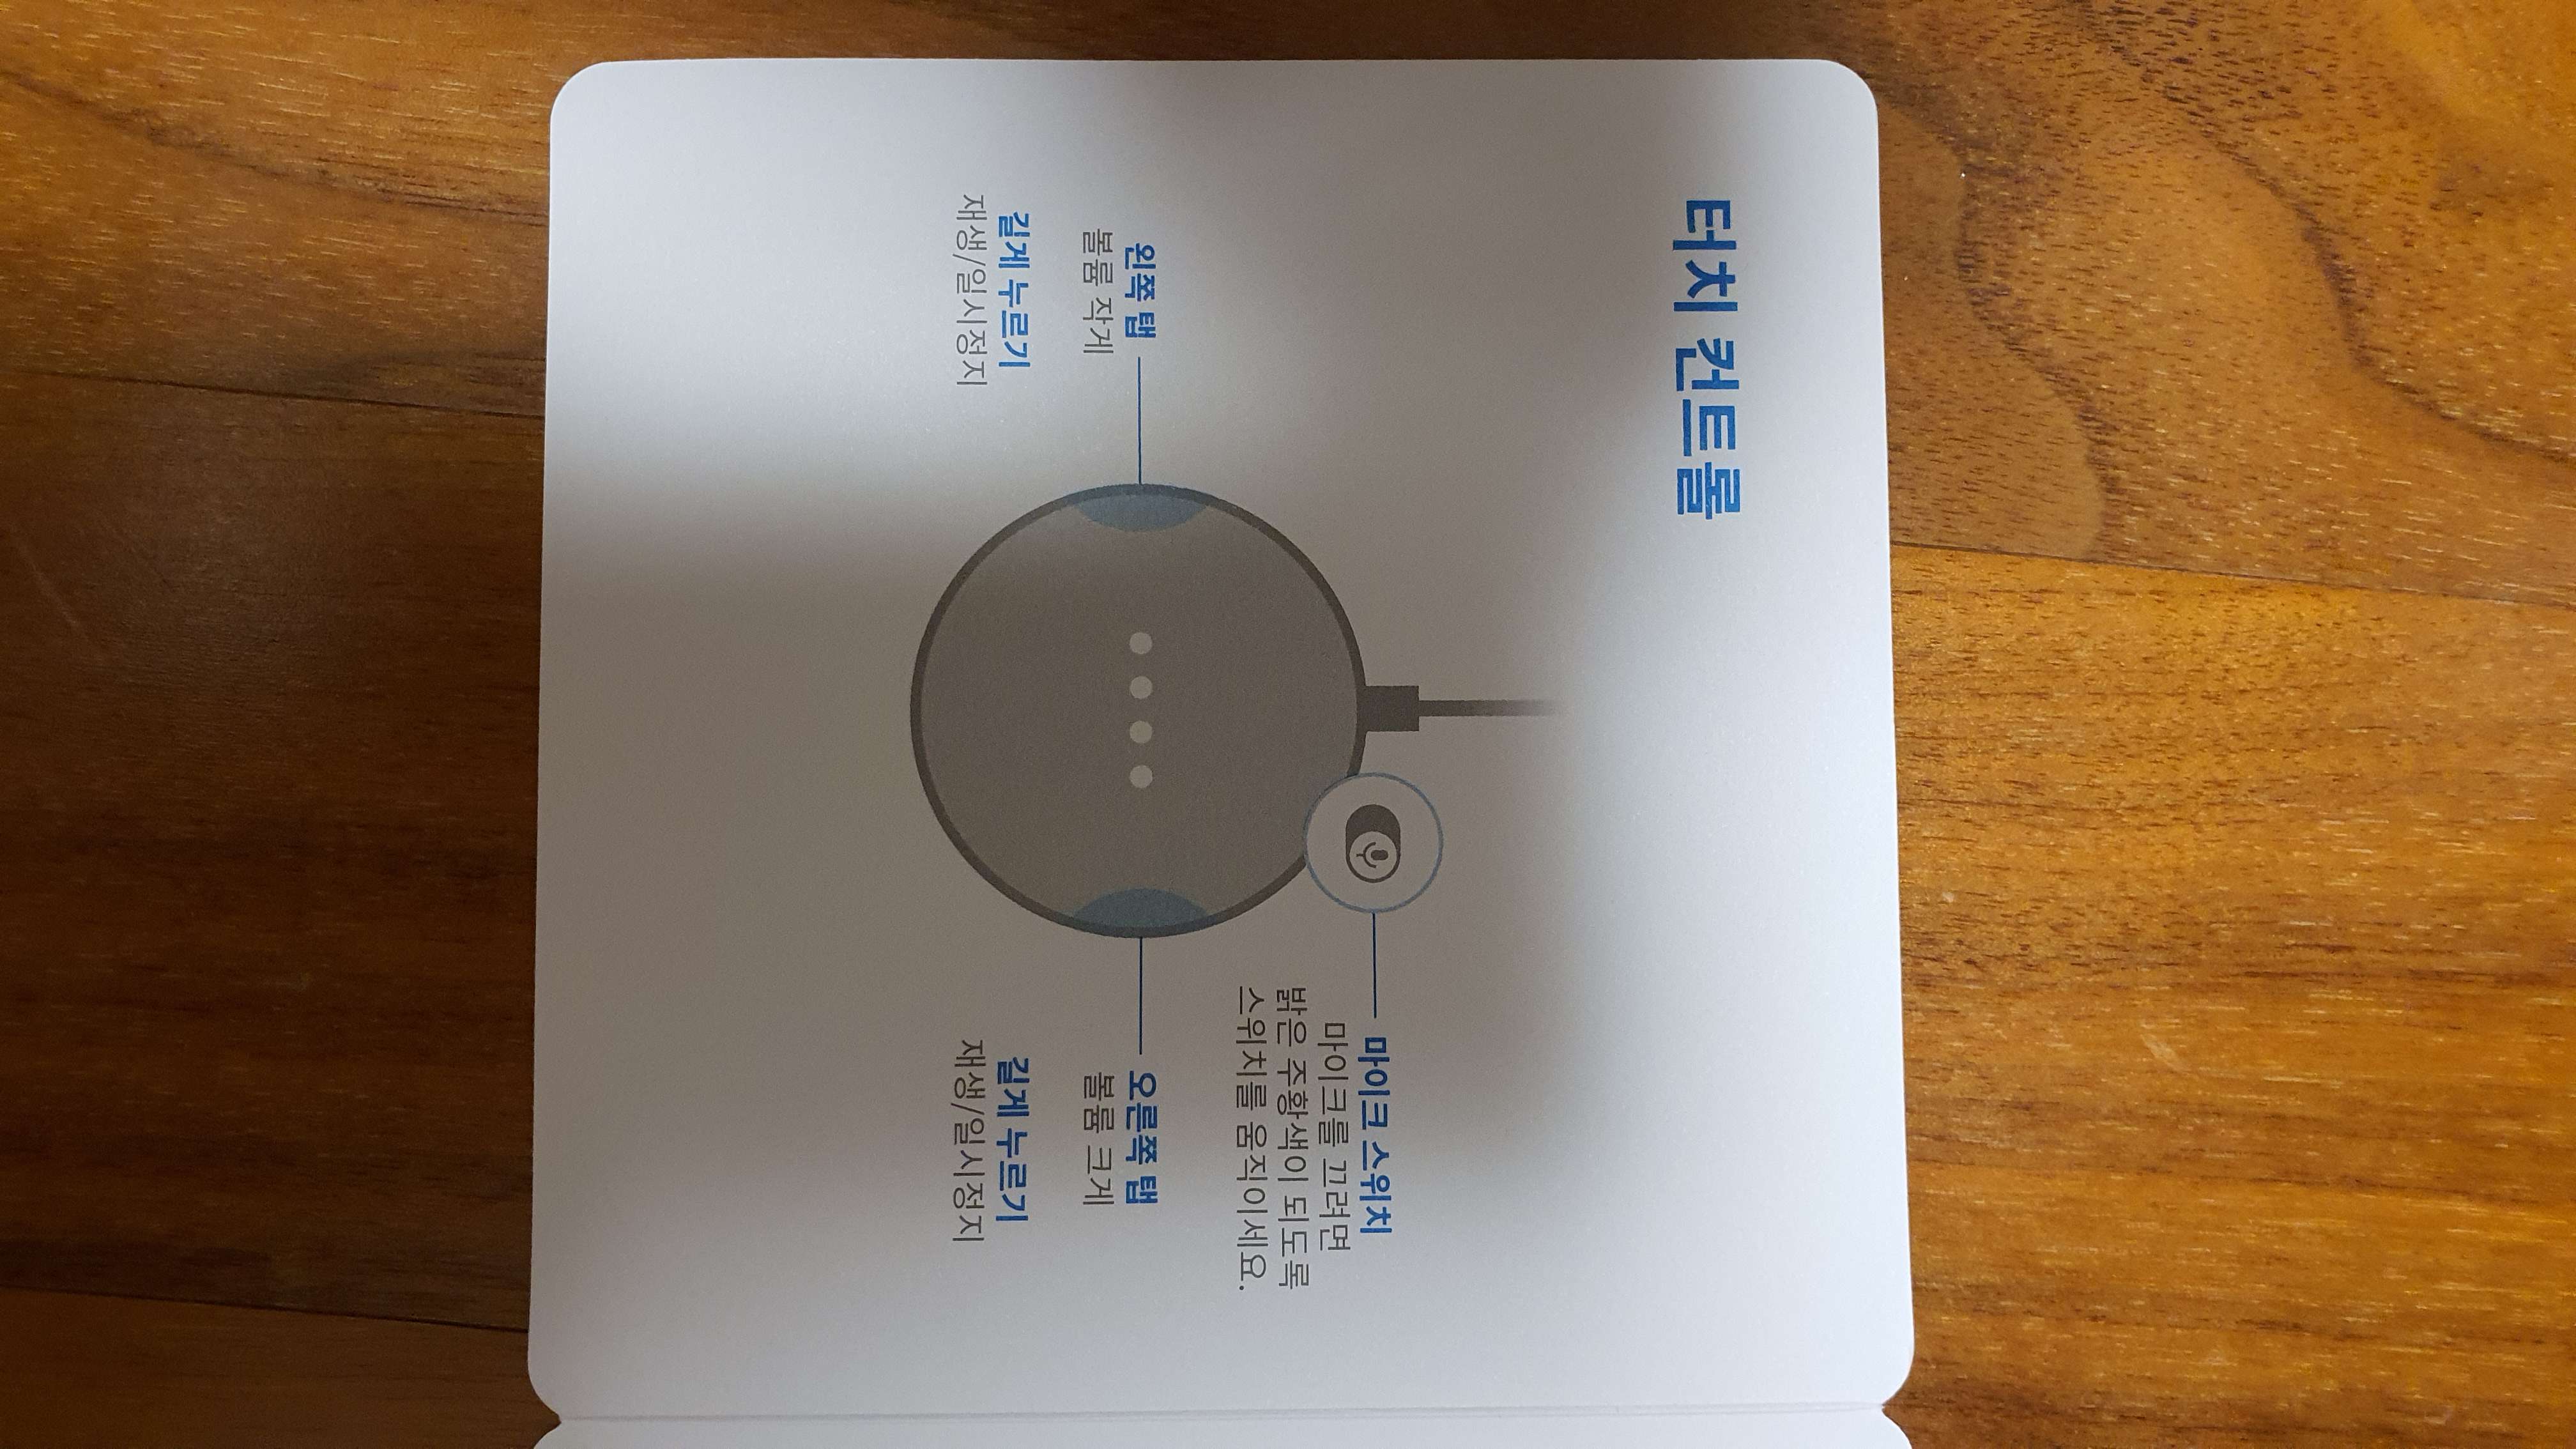 터치 컨트롤
마이크 스위치
마이크를 끄려면
밝은 주황색이 되도록
스위치를 움직이세요.
왼쪽 탭
볼륨 작게
길게 누르기
재생/일시정지
오른쪽 탭
볼륨 크게
길게 누르기
재생/일시정지